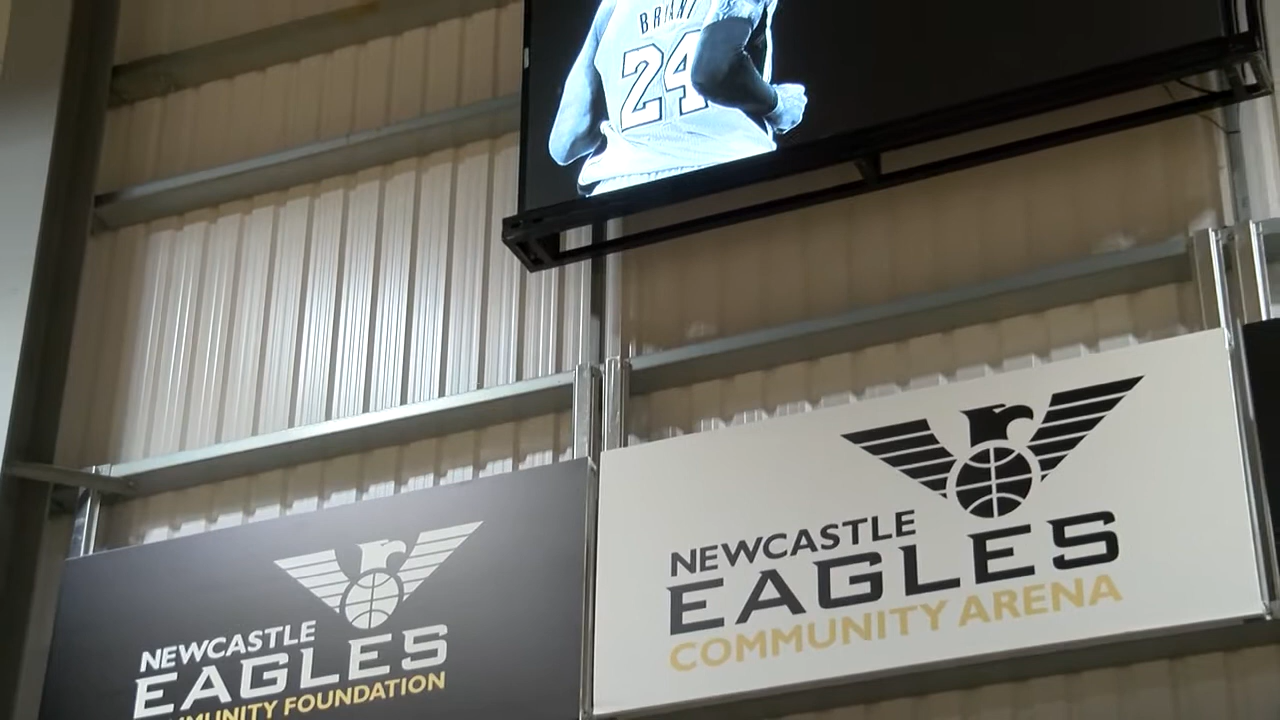 BRYANT
24
NEWCASTLE
EAGLES
COMMUNITY FOUNDATION
NEWCASTLE
EAGLES
COMMUNITY ARENA